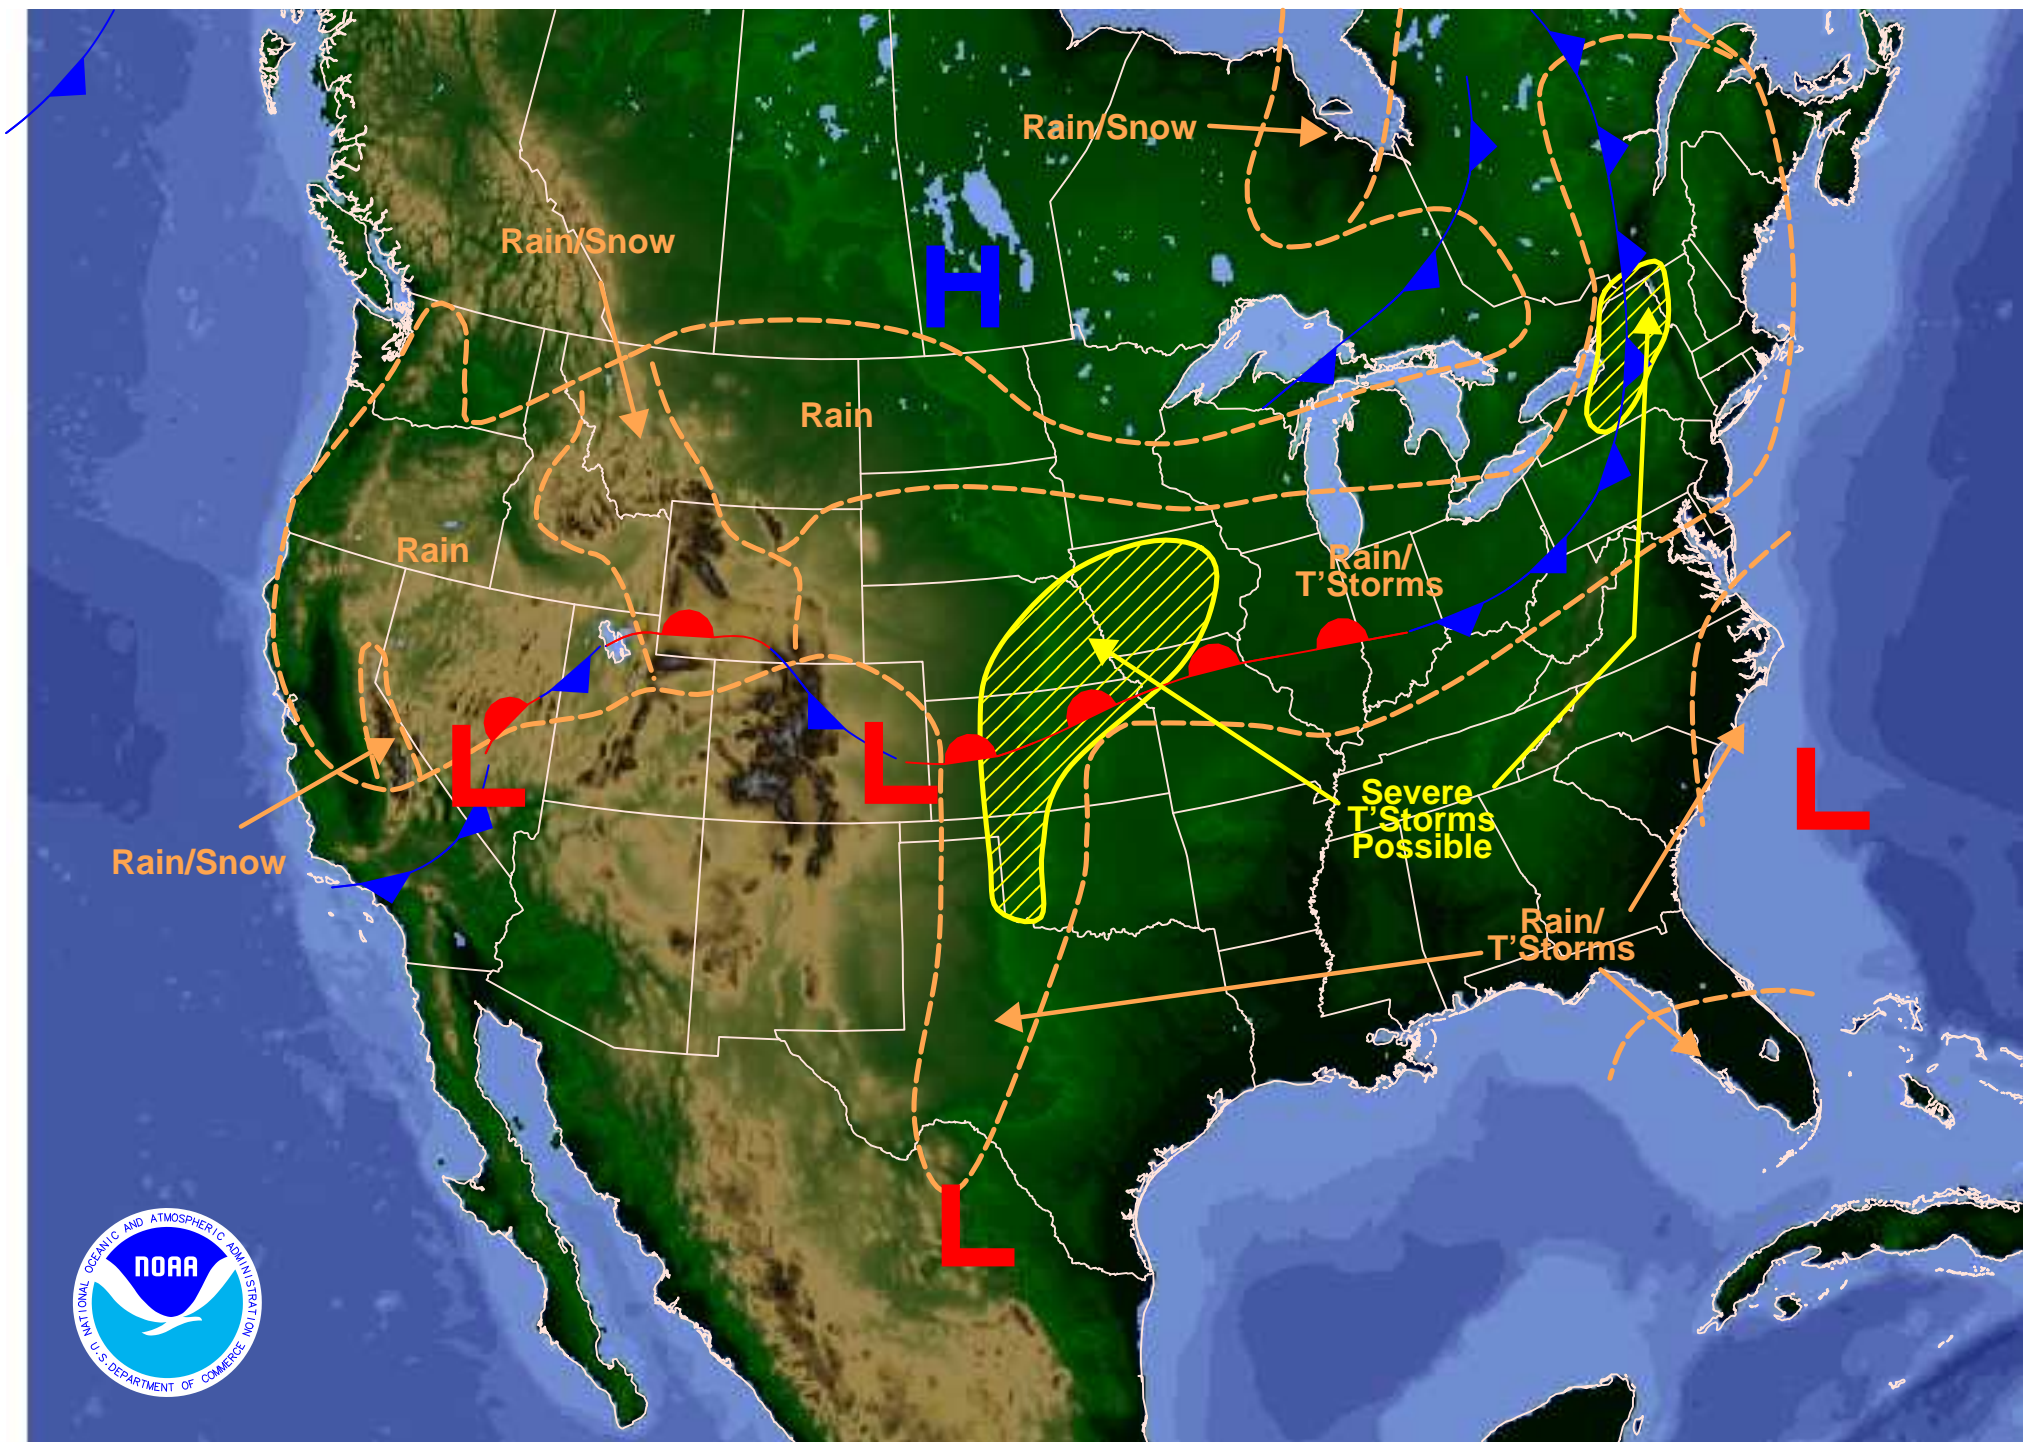 Rain/Snow
Rain/Snow
H
Rain
Rain
Rain/
T'Storms
L
L
L
Severe
T'Storms
Possible
Rain/Snow
Rain/
T'Storms
L
NATIONAL OCEANIC AND ATMOSPHERIC ADMINISTRATION
NOAA
U.S. DEPARTMENT OF COMMERCE